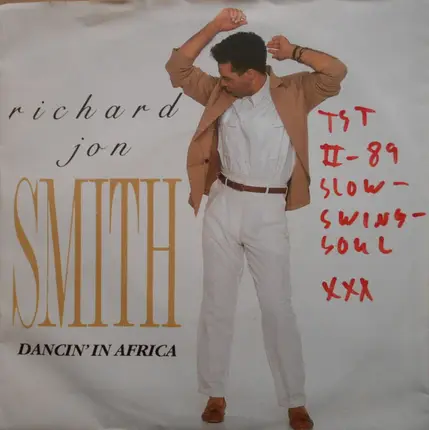 richard
jon
SMITH
DANCIN' IN AFRICA
TST
II-89
SLOW-
SWING-
SOUL
XXX